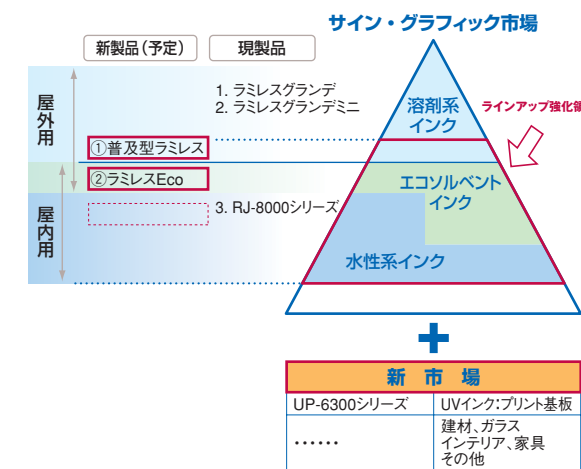 サイン・グラフィック市場
新製品（予定）
現製品
屋外用
1. ラミレスグランデ
2. ラミレスグランデミニ
溶剤系
インク
ラインアップ強化領
①普及型ラミレス
②ラミレスEco
エコソルベント
インク
屋内用
3. RJ-8000シリーズ
水性系インク
+
新市場
UP-6300シリーズ
UVインク:プリント基板
……
建材、ガラス
インテリア、家具
その他